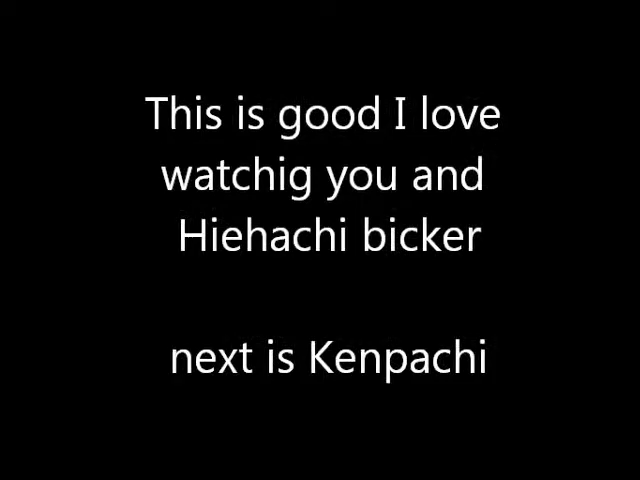 This is good I love
watchig you and
Hiehachi bicker
next is Kenpachi